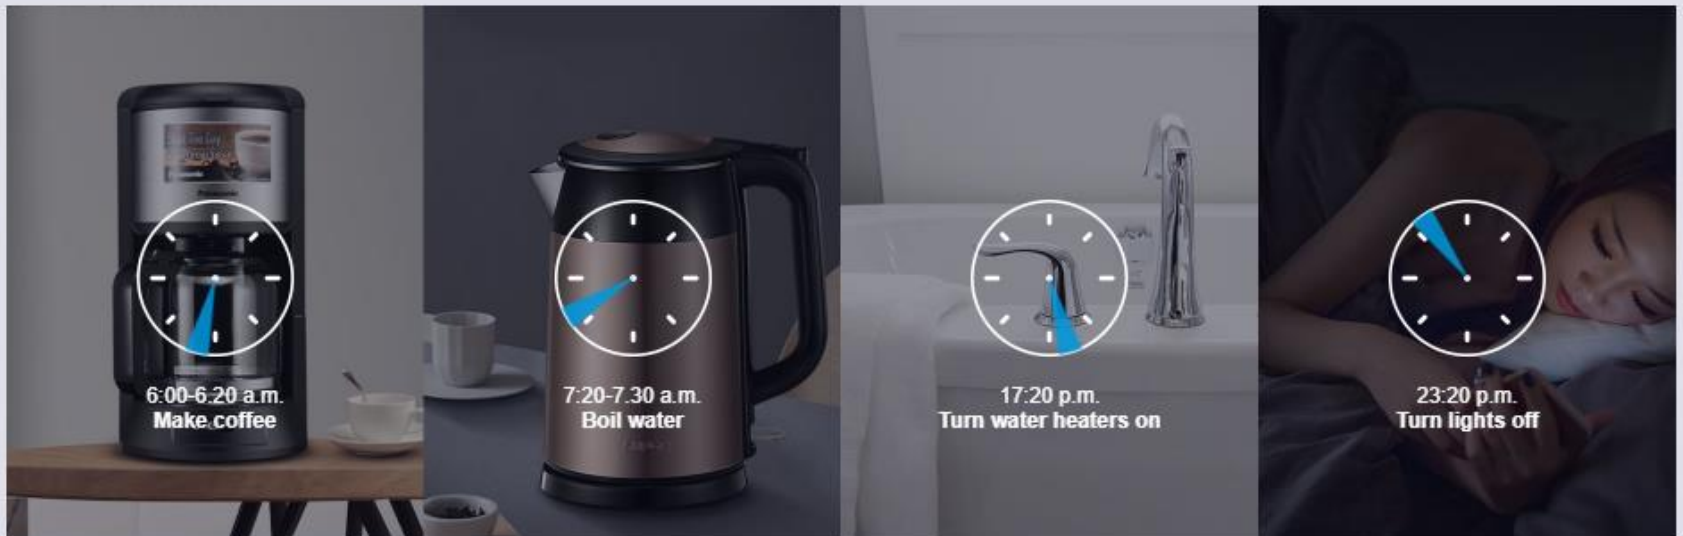 6:00-6.20 a.m.
Make coffee
7:20-7.30 a.m.
Boil water
17:20 p.m.
Turn water heaters on
23:20 p.m.
Turn lights off